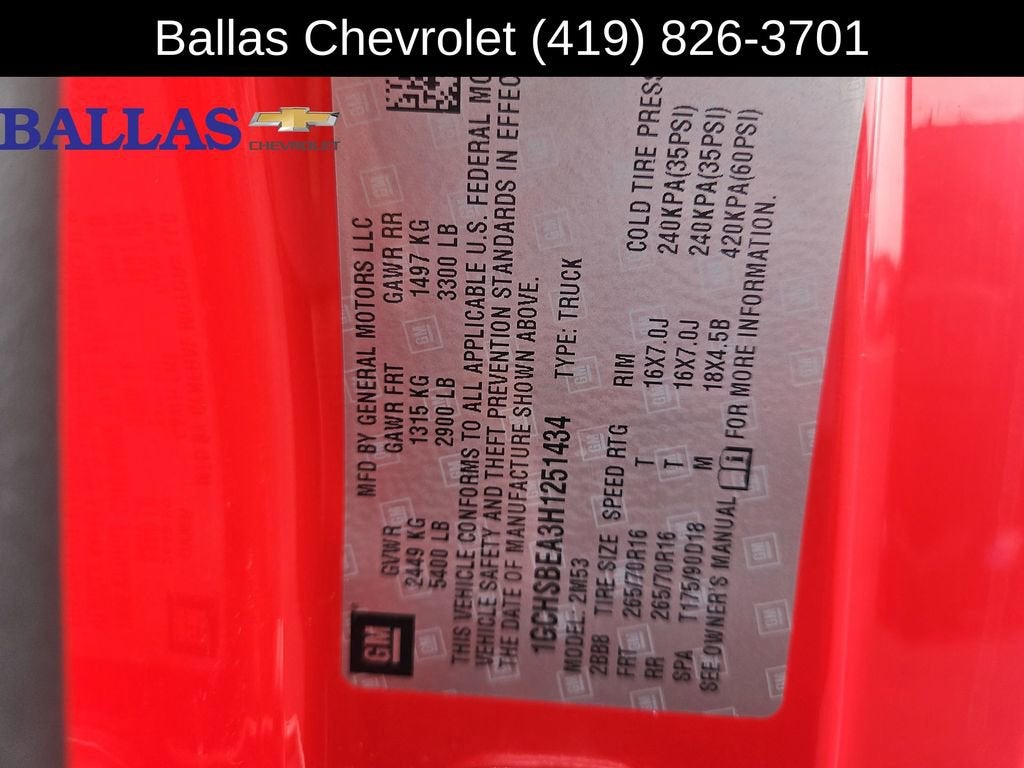 Ballas Chevrolet (419) 826-3701
BALLAS
CHEVROLET
GM
MFD BY GENERAL MOTORS LLC
GVWR GAWR FRT GAWR RR
2449 KG 1315 KG 1497 KG
5400 LB 2900 LB 3300 LB
THIS VEHICLE CONFORMS TO ALL APPLICABLE U.S. FEDERAL MO
VEHICLE SAFETY AND THEFT PREVENTION STANDARDS IN EFFEC
THE DATE OF MANUFACTURE SHOWN ABOVE.
1GCHSBEA3H1251434 TYPE: TRUCK
MODEL: 2IM53
2BBB TIRE SIZE SPEED RTG RIM COLD TIRE PRESS
FRT 265/70R16 T 16X7.0J 240KPA(35PSI)
RR 265/70R16 T 16X7.0J 240KPA(35PSI)
SPA T175/90D18 M 18X4.5B 420KPA(60PSI)
SEE OWNER'S MANUAL i FOR MORE INFORMATION.